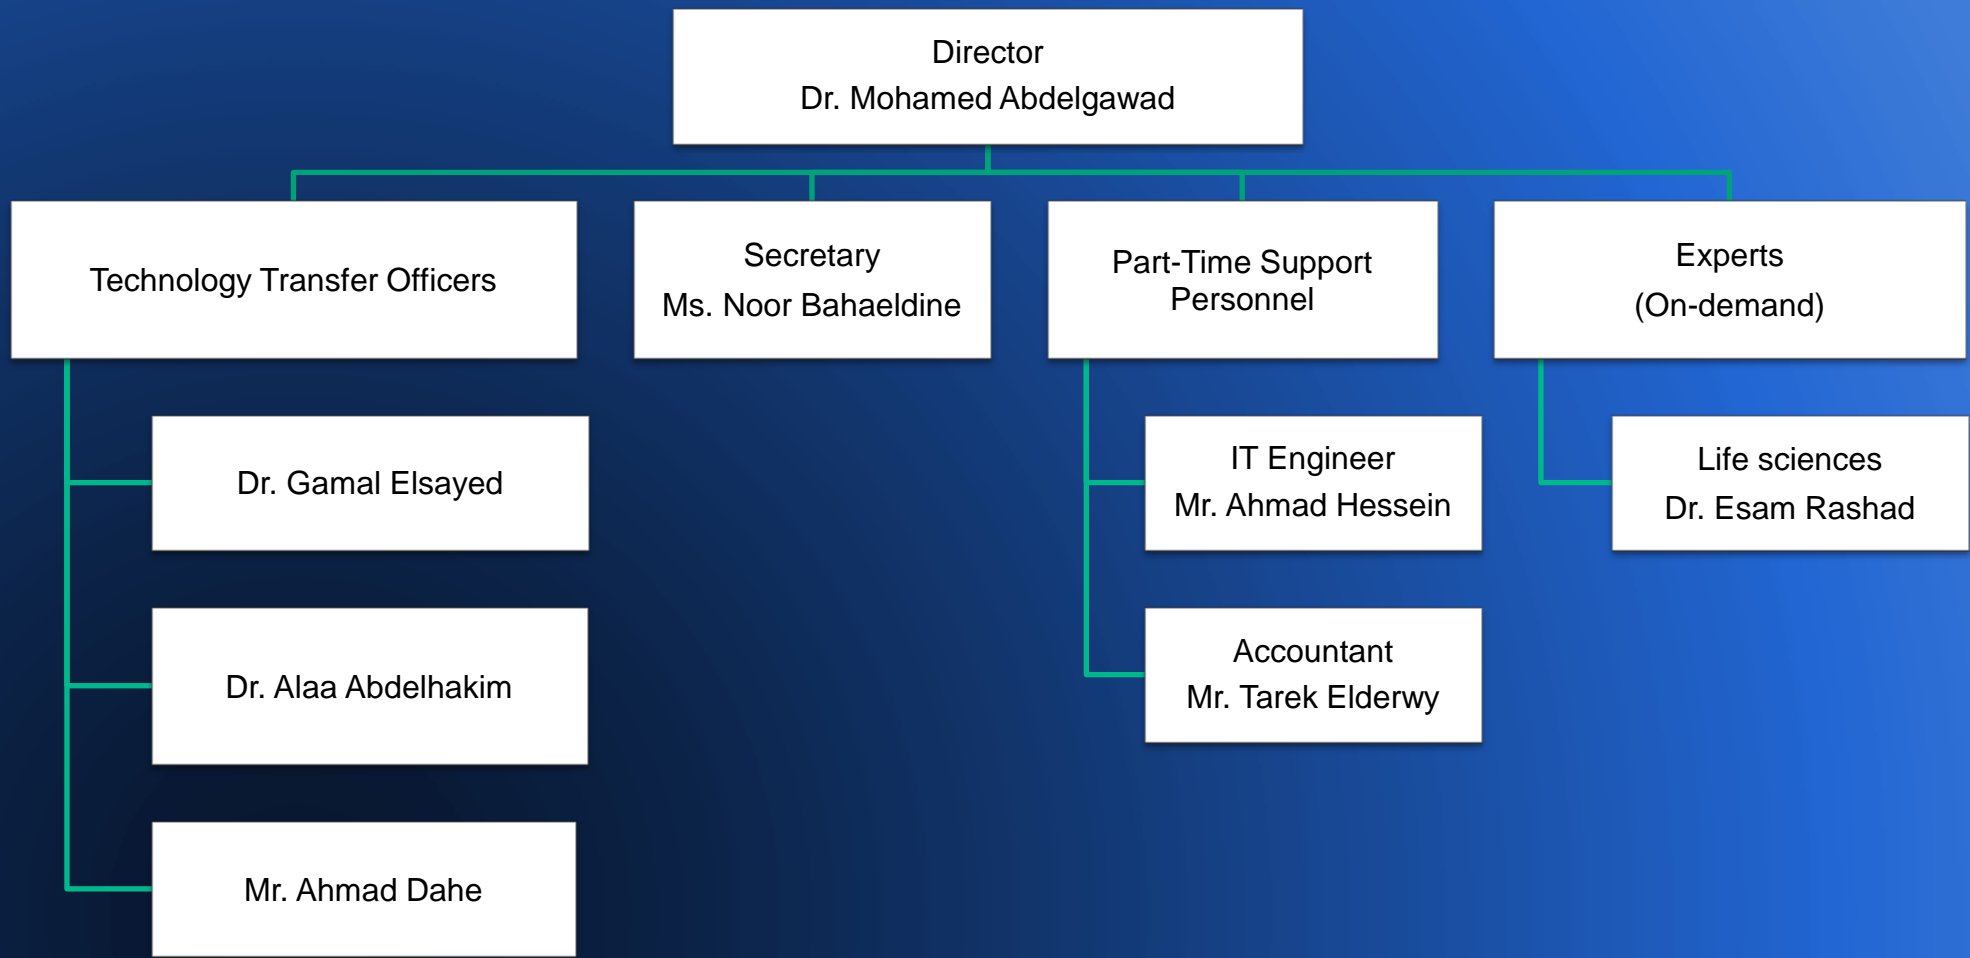 Director
Dr. Mohamed Abdelgawad
Technology Transfer Officers
Secretary
Ms. Noor Bahaeldine
Part-Time Support
Personnel
Experts
(On-demand)
Dr. Gamal Elsayed
IT Engineer
Mr. Ahmad Hessein
Life sciences
Dr. Esam Rashad
Dr. Alaa Abdelhakim
Accountant
Mr. Tarek Elderwy
Mr. Ahmad Dahe